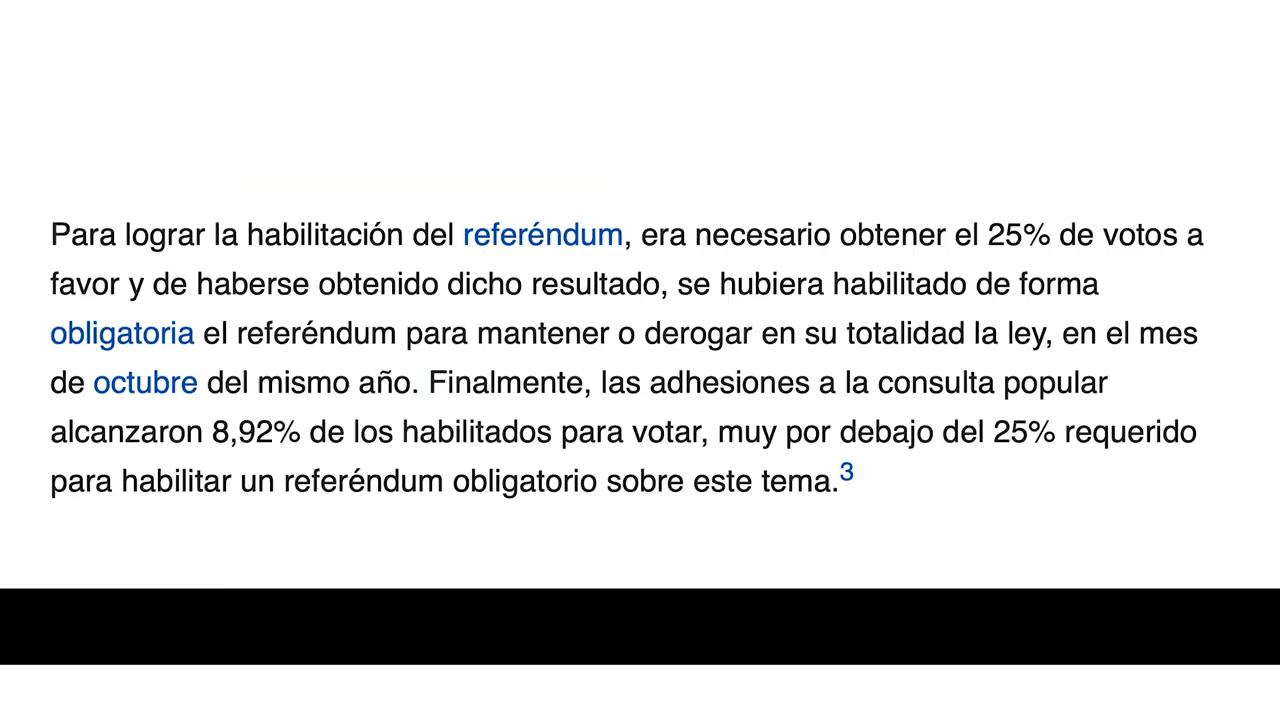 Para lograr la habilitación del referéndum, era necesario obtener el 25% de votos a
favor y de haberse obtenido dicho resultado, se hubiera habilitado de forma
obligatoria el referéndum para mantener o derogar en su totalidad la ley, en el mes
de octubre del mismo año. Finalmente, las adhesiones a la consulta popular
alcanzaron 8,92% de los habilitados para votar, muy por debajo del 25% requerido
para habilitar un referéndum obligatorio sobre este tema.3